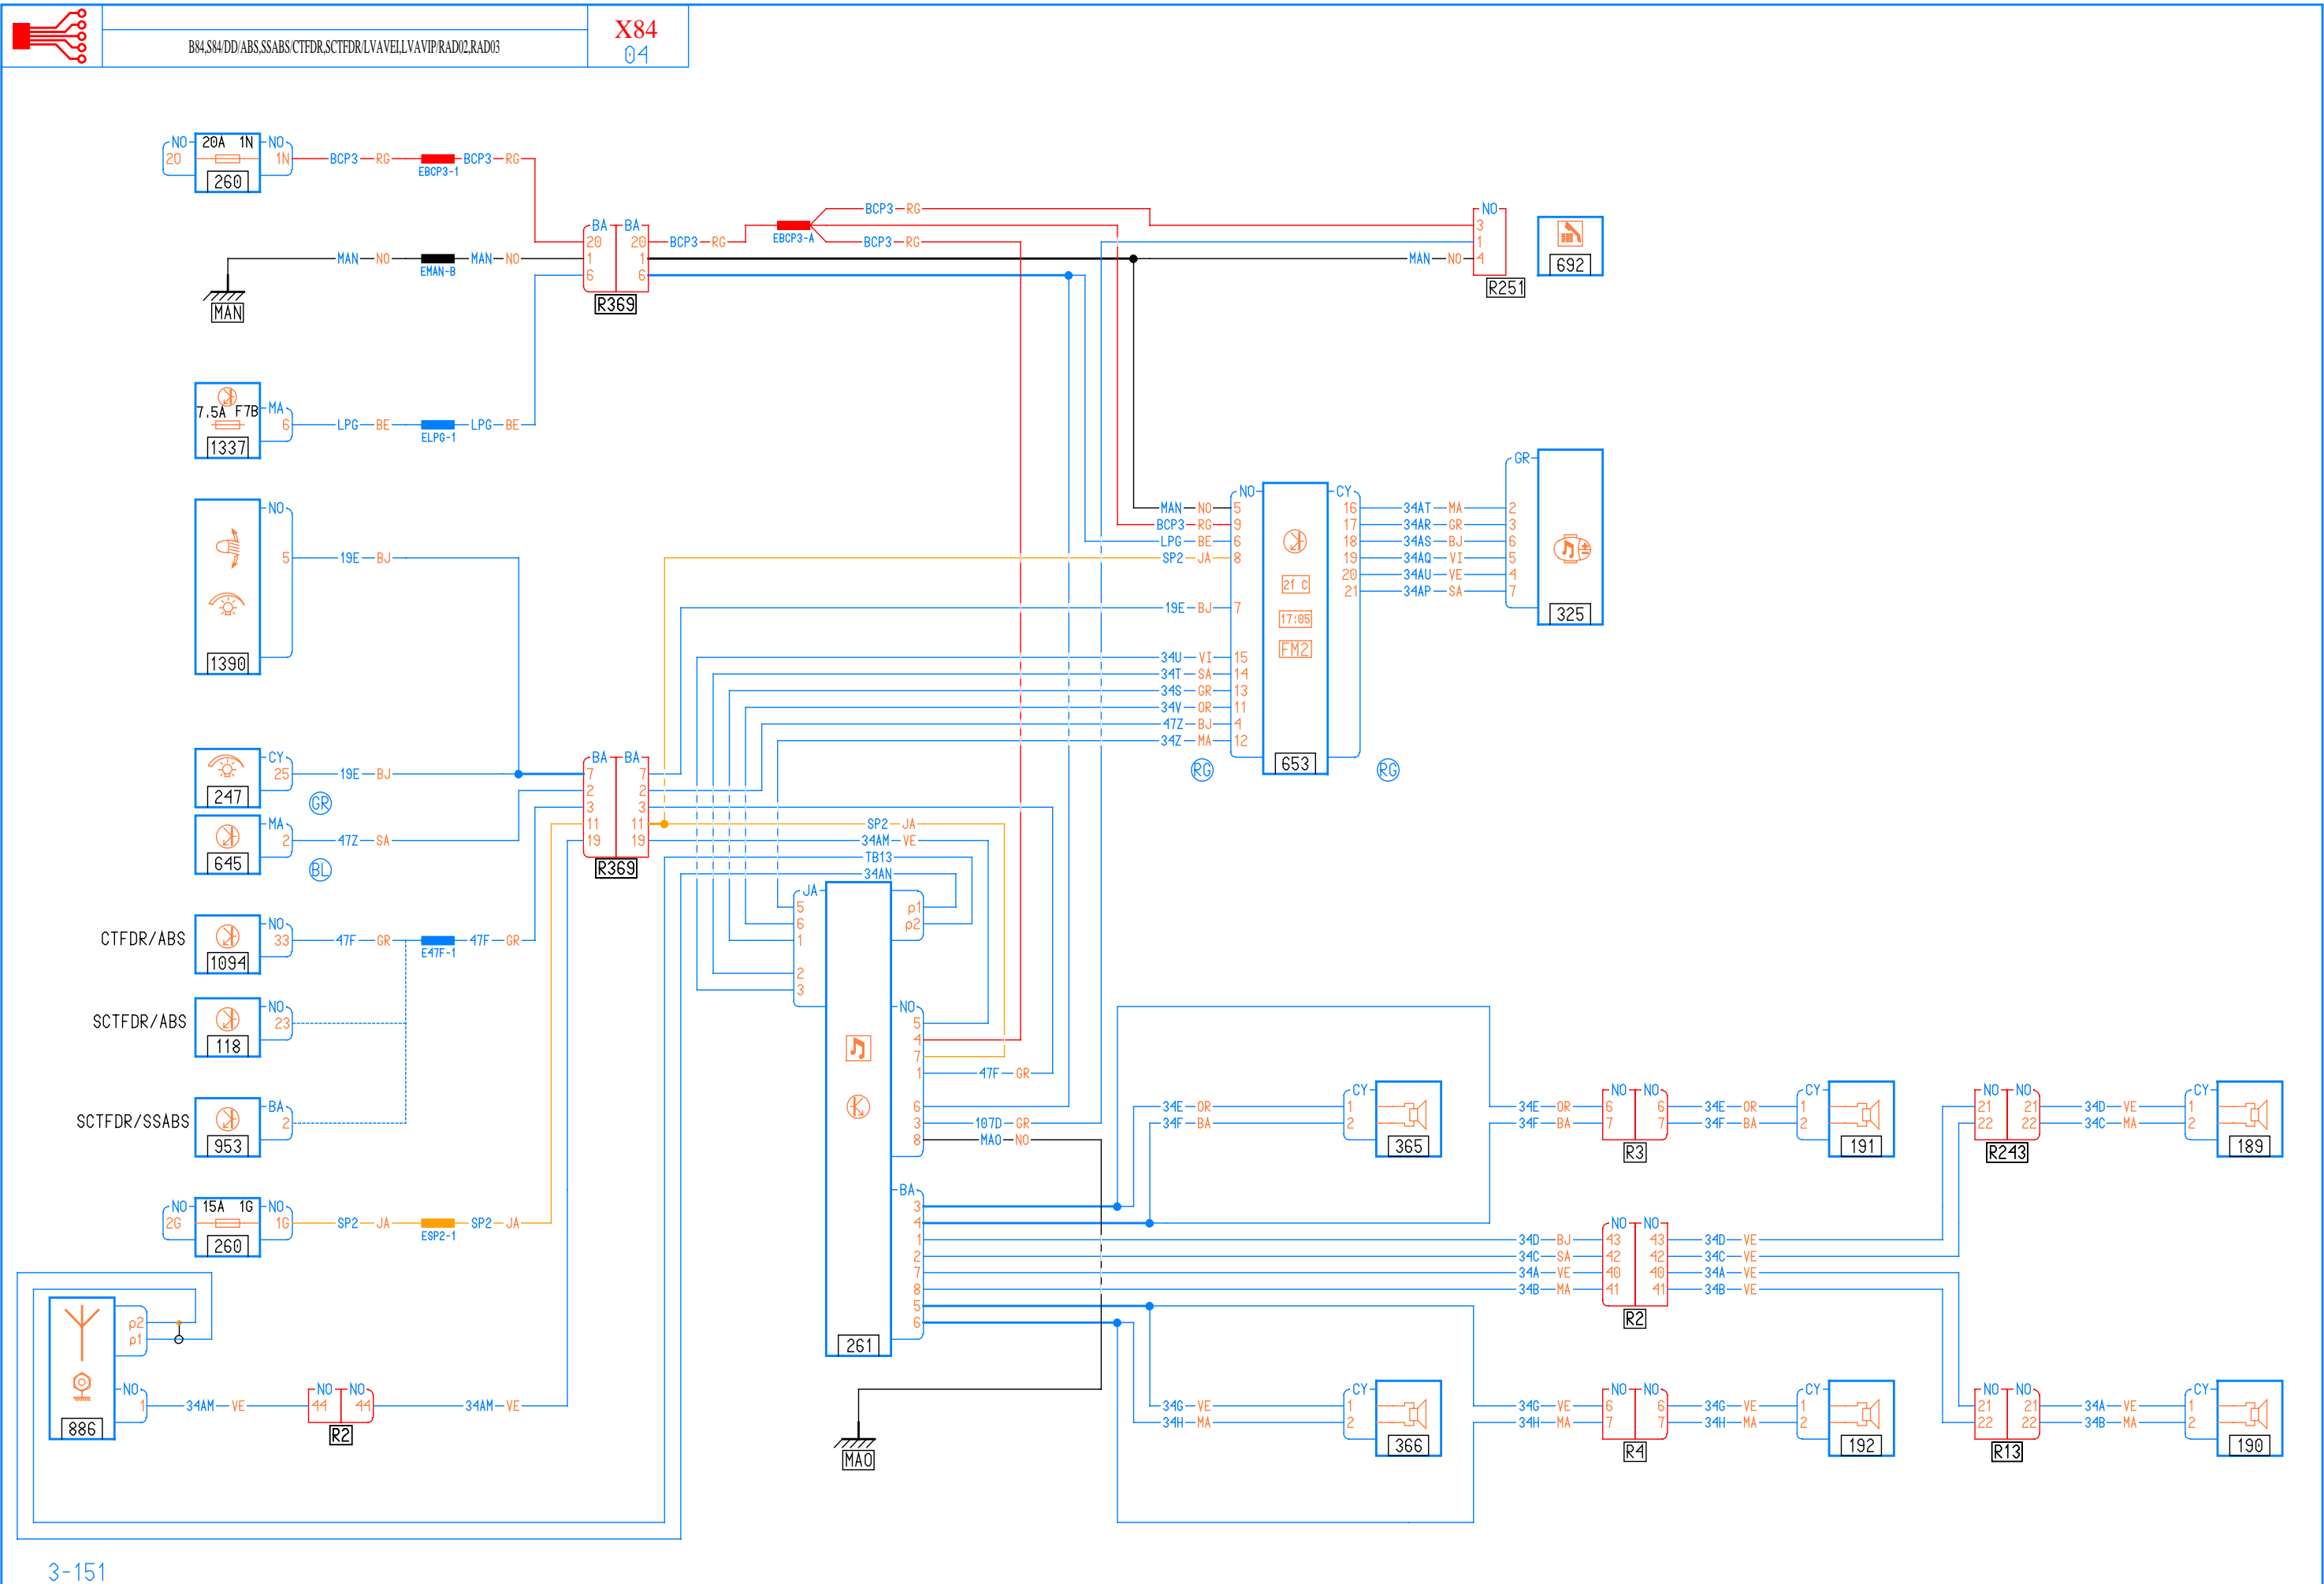 B84,S84/DD/ABS,SSABS/CTFDR,SCTFDR/LVAVEI,LVAVIP/RAD02,RAD03
X84
04
NO 20A 1N NO
20 1N BCP3 RG BCP3 RG
260 EBCP3-1
BCP3 RG NO
BA BA 3
20 20 BCP3 RG EBCP3-A BCP3 RG 1
MAN NO MAN NO 1 1 MAN NO 4
EMAN-B 6 6 692
R369 R251
MAN
7.5A F7B MA
6 LPG BE LPG BE
1337 ELPG-1
GR
NO CY
NO MAN NO 5 16 34AT MA 2
BCP3 RG 9 17 34AR GR 3
LPG BE 6 18 34AS BJ 6
5 19E BJ SP2 JA 8 19 34AQ VI 5
21 C 20 34AU VE 4
21 34AP SA 7
19E BJ 7 17:05 325
1390 FM2
34U VI 15
34T SA 14
34S GR 13
34V OR 11
47Z BJ 4
34Z MA 12
RG 653 RG
CY BA BA
25 19E BJ 7 7
247 GR 2 2
3 3
MA 11 11 SP2 JA
2 47Z SA 19 19 34AM VE
645 BL R369 TB13
34AN
JA
5 p1
6 p2
NO 1
CTFDR/ABS 33 47F GR 47F GR
1094 E47F-1
2
3
NO NO
SCTFDR/ABS 23 5
118 4
7
1 47F GR
BA 6
SCTFDR/SSABS 2 3 107D GR
953 8 MAO NO
CY NO NO CY NO NO CY
34E OR 1 34E OR 6 6 34E OR 1 21 21 34D VE 1
34F BA 2 34F BA 7 7 34F BA 2 22 22 34C MA 2
365 R3 191 R243 189
NO 15A 1G NO BA
2G 1G SP2 JA SP2 JA 3
260 ESP2-1 4 NO NO
1 34D BJ 43 43 34D VE
2 34C SA 42 42 34C VE
7 34A VE 40 40 34A VE
8 34B MA 41 41 34B VE
5 R2
6
p2
p1 261
NO NO NO CY NO NO CY NO NO CY
1 34AM VE 44 44 34AM VE 34G VE 1 34G VE 6 6 34G VE 1 21 21 34A VE 1
34H MA 2 34H MA 7 7 34H MA 2 22 22 34B MA 2
886 R2 MAO 366 R4 192 R13 190
3-151